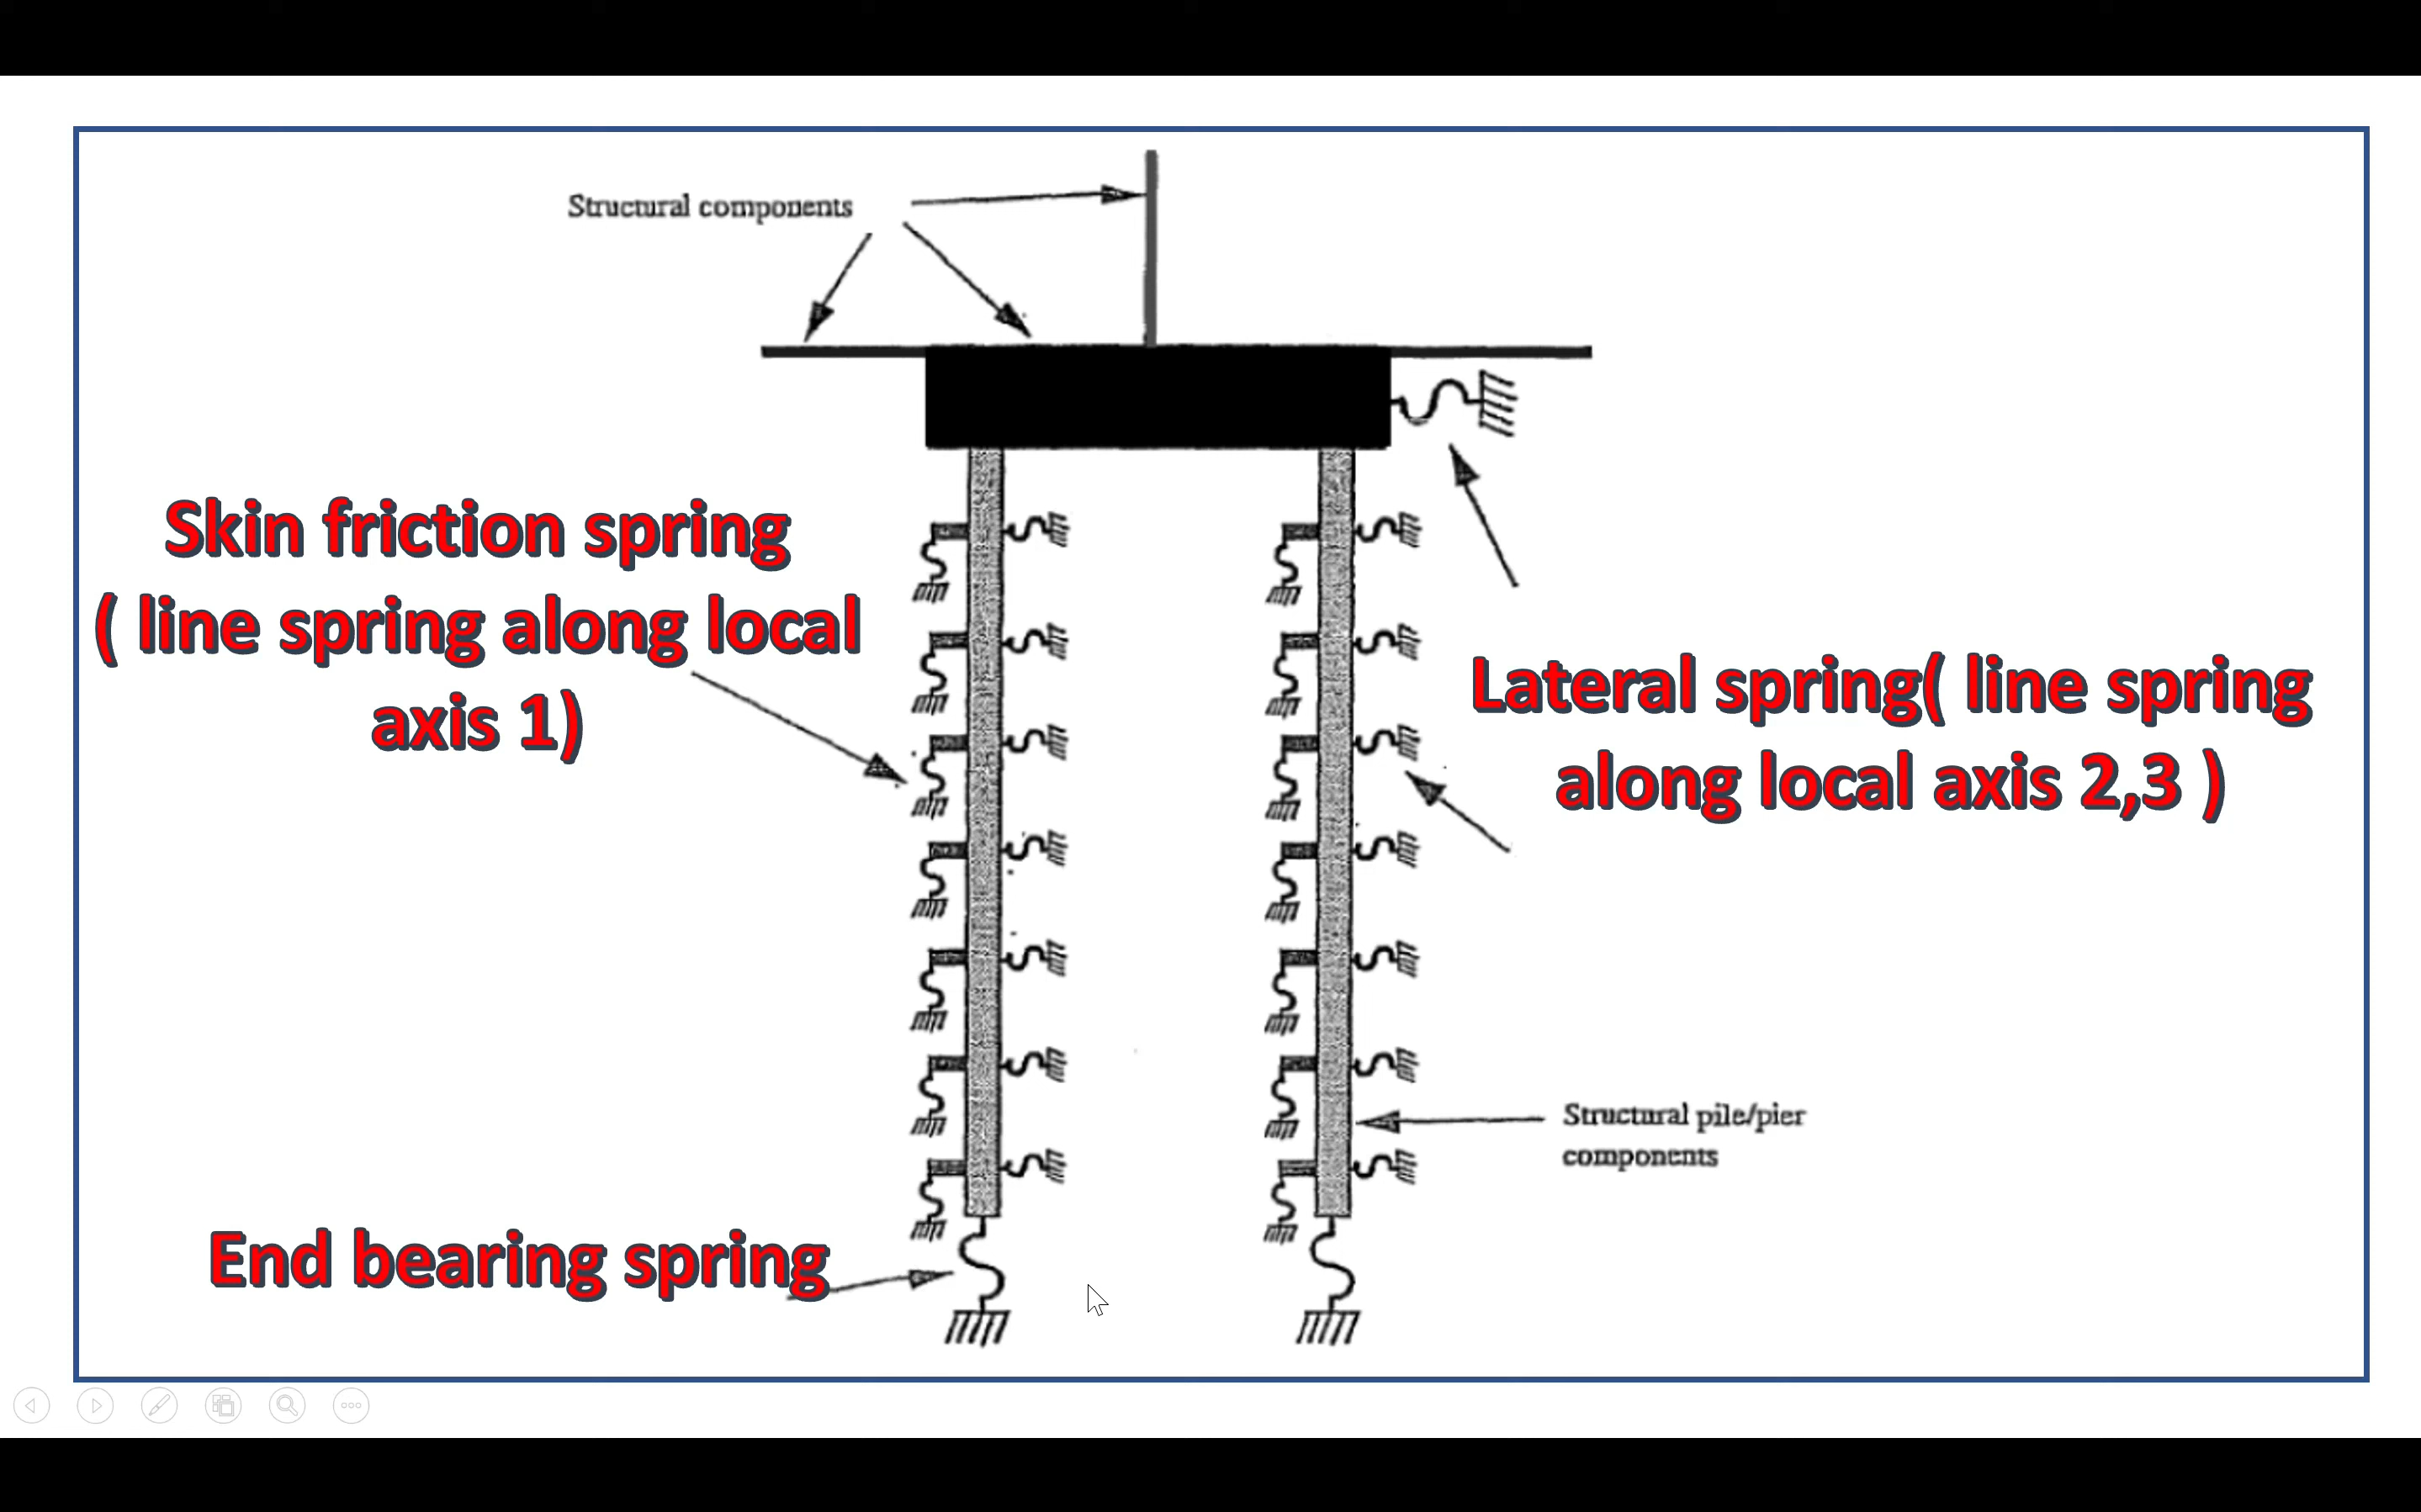 Structural components
Skin friction spring
( line spring along local
axis 1)
Lateral spring( line spring
along local axis 2,3 )
Structural pile/pier
components
End bearing spring